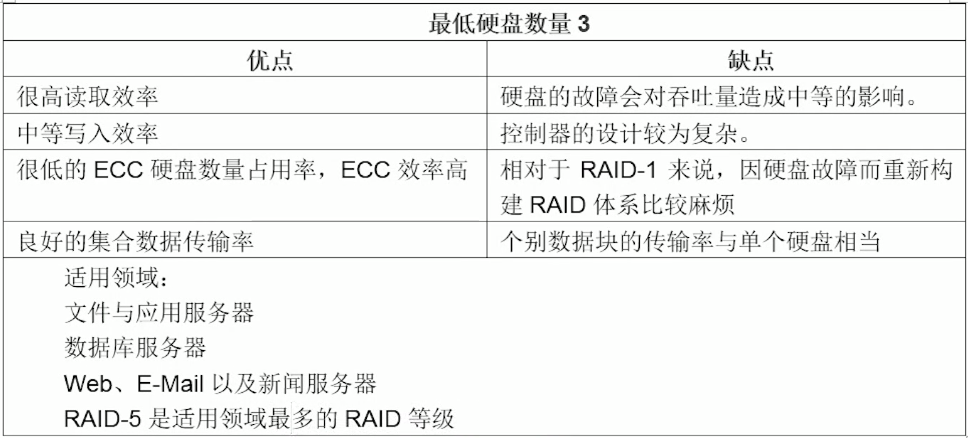 最低硬盘数量 3
优点 缺点
很高读取效率 硬盘的故障会对吞吐量造成中等的影响。
中等写入效率 控制器的设计较为复杂。
很低的 ECC 硬盘数量占用率，ECC 效率高 相对于 RAID-1 来说，因硬盘故障而重新构
建 RAID 体系比较麻烦
良好的集合数据传输率 个别数据块的传输率与单个硬盘相当
适用领域：
文件与应用服务器
数据库服务器
Web、E-Mail 以及新闻服务器
RAID-5 是适用领域最多的 RAID 等级